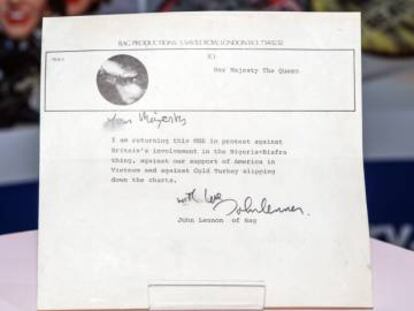 BAG PRODUCTIONS 3 SAVILE ROW, LONDON W.1. 734 8232
TO
Her Majesty The Queen
Your Majesty
I am returning this MBE in protest against
Britain's involvement in the Nigeria-Biafra
thing, against our support of America in
Vietnam and against Cold Turkey slipping
down the charts.
with love
John Lennon.
John Lennon of Bag